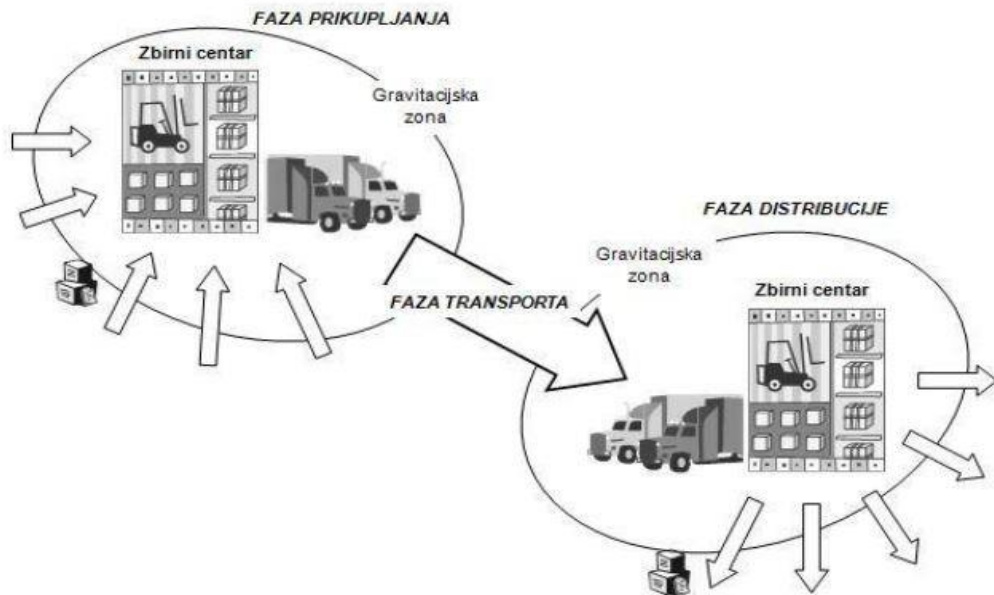 FAZA PRIKUPLJANJA
Zbirni centar
Gravitacijska
zona
FAZA DISTRIBUCIJE
Gravitacijska
zona
Zbirni centar
FAZA TRANSPORTA